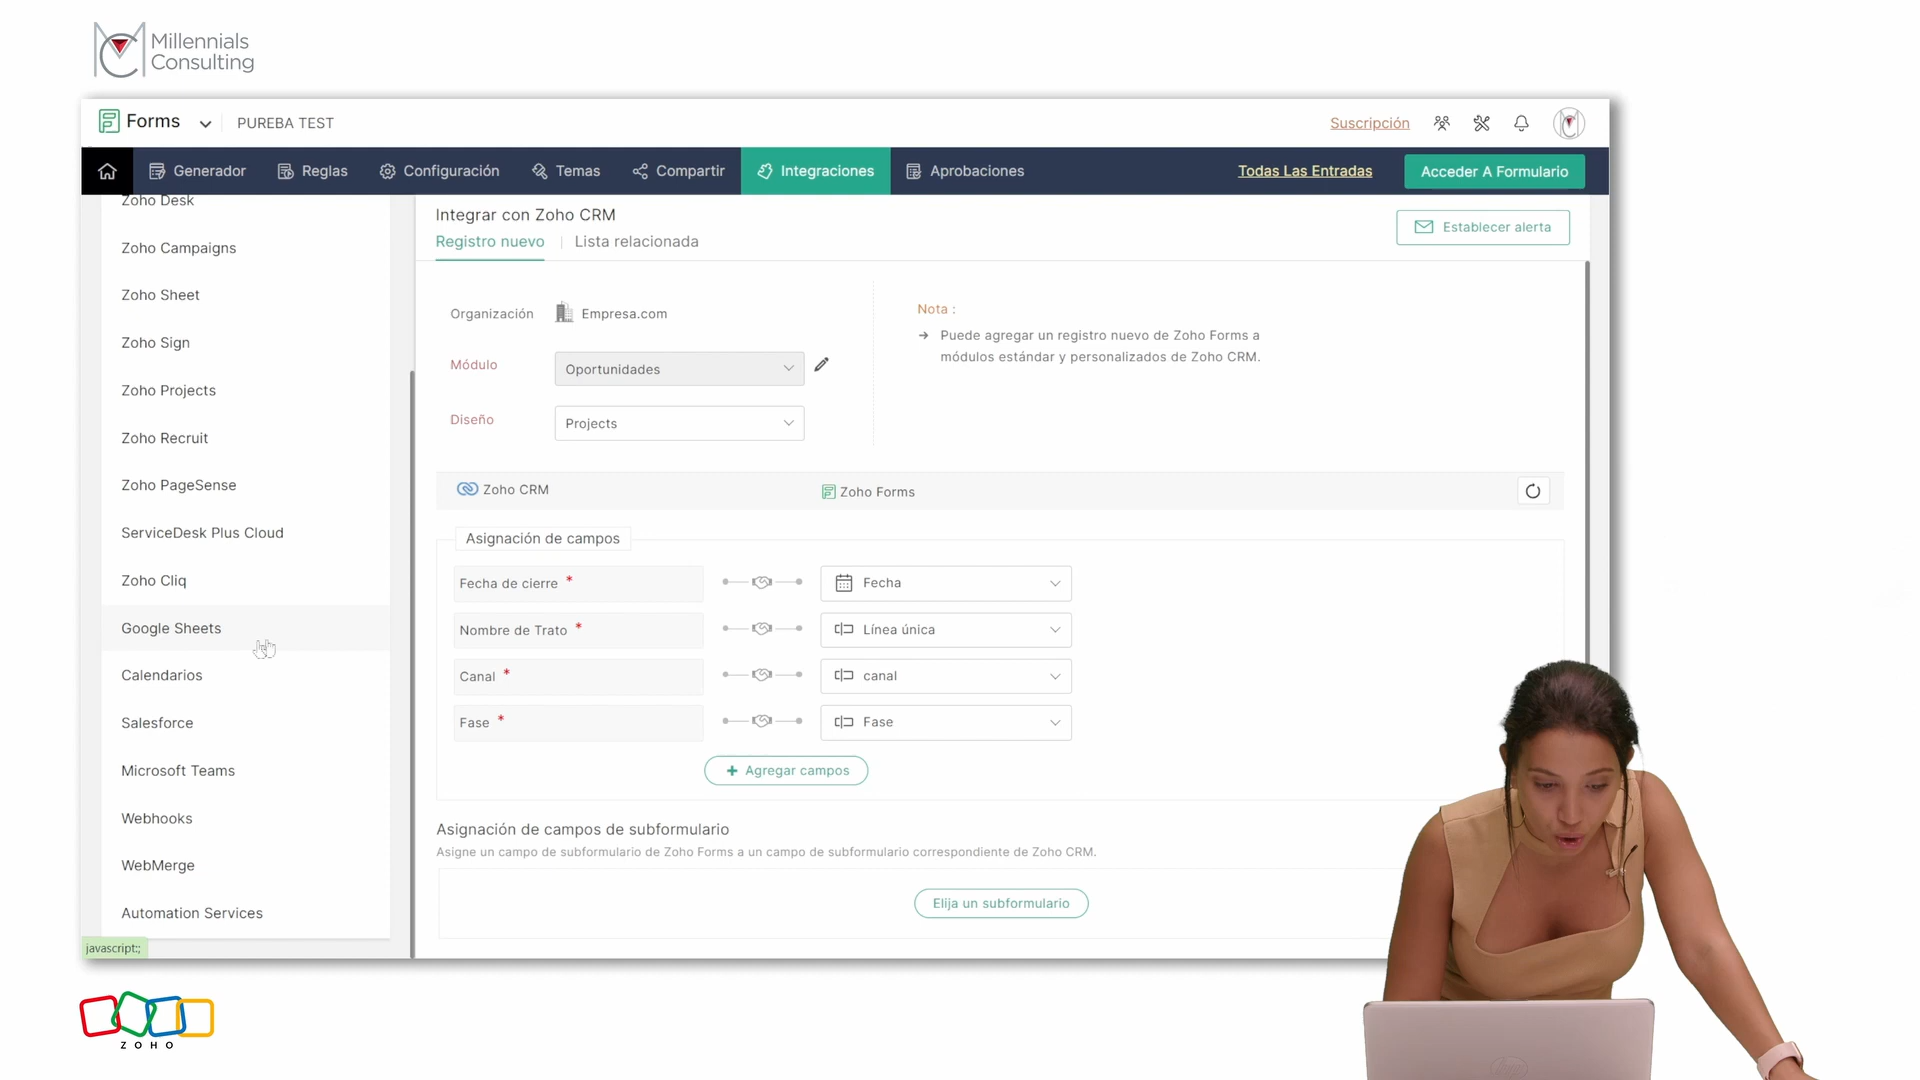 Millennials
Consulting
Forms
PUREBA TEST
Suscripción
Generador
Reglas
Configuración
Temas
Compartir
Integraciones
Aprobaciones
Todas Las Entradas
Acceder A Formulario
Zoho Desk
Zoho Campaigns
Zoho Sheet
Zoho Sign
Zoho Projects
Zoho Recruit
Zoho PageSense
ServiceDesk Plus Cloud
Zoho Cliq
Google Sheets
Calendarios
Salesforce
Microsoft Teams
Webhooks
WebMerge
Automation Services
javascript:;
Integrar con Zoho CRM
Registro nuevo
Lista relacionada
Establecer alerta
Organización
Empresa.com
Módulo
Oportunidades
Diseño
Projects
Nota :
→ Puede agregar un registro nuevo de Zoho Forms a
módulos estándar y personalizados de Zoho CRM.
Zoho CRM
Zoho Forms
Asignación de campos
Fecha de cierre *
Fecha
Nombre de Trato *
Línea única
Canal *
canal
Fase *
Fase
+ Agregar campos
Asignación de campos de subformulario
Asigne un campo de subformulario de Zoho Forms a un campo de subformulario correspondiente de Zoho CRM.
Elija un subformulario
ZOHO
hp